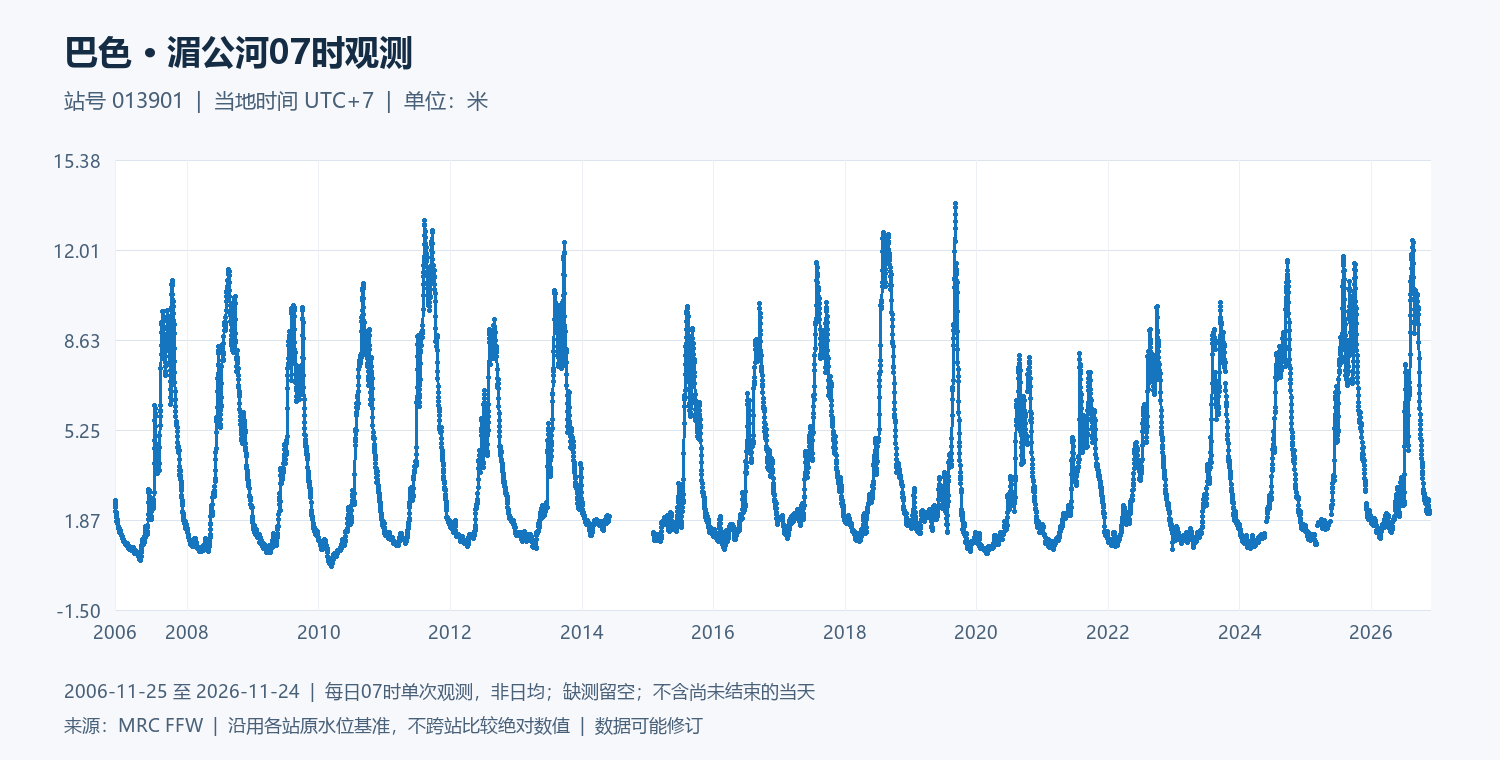 巴色 • 湄公河07时观测
站号 013901 | 当地时间 UTC+7 | 单位：米
15.38
12.01
8.63
5.25
1.87
-1.50
2006 2008 2010 2012 2014 2016 2018 2020 2022 2024 2026
2006-11-25 至 2026-11-24 | 每日07时单次观测，非日均；缺测留空；不含尚未结束的当天
来源：MRC FFW | 沿用各站原水位基准，不跨站比较绝对数值 | 数据可能修订